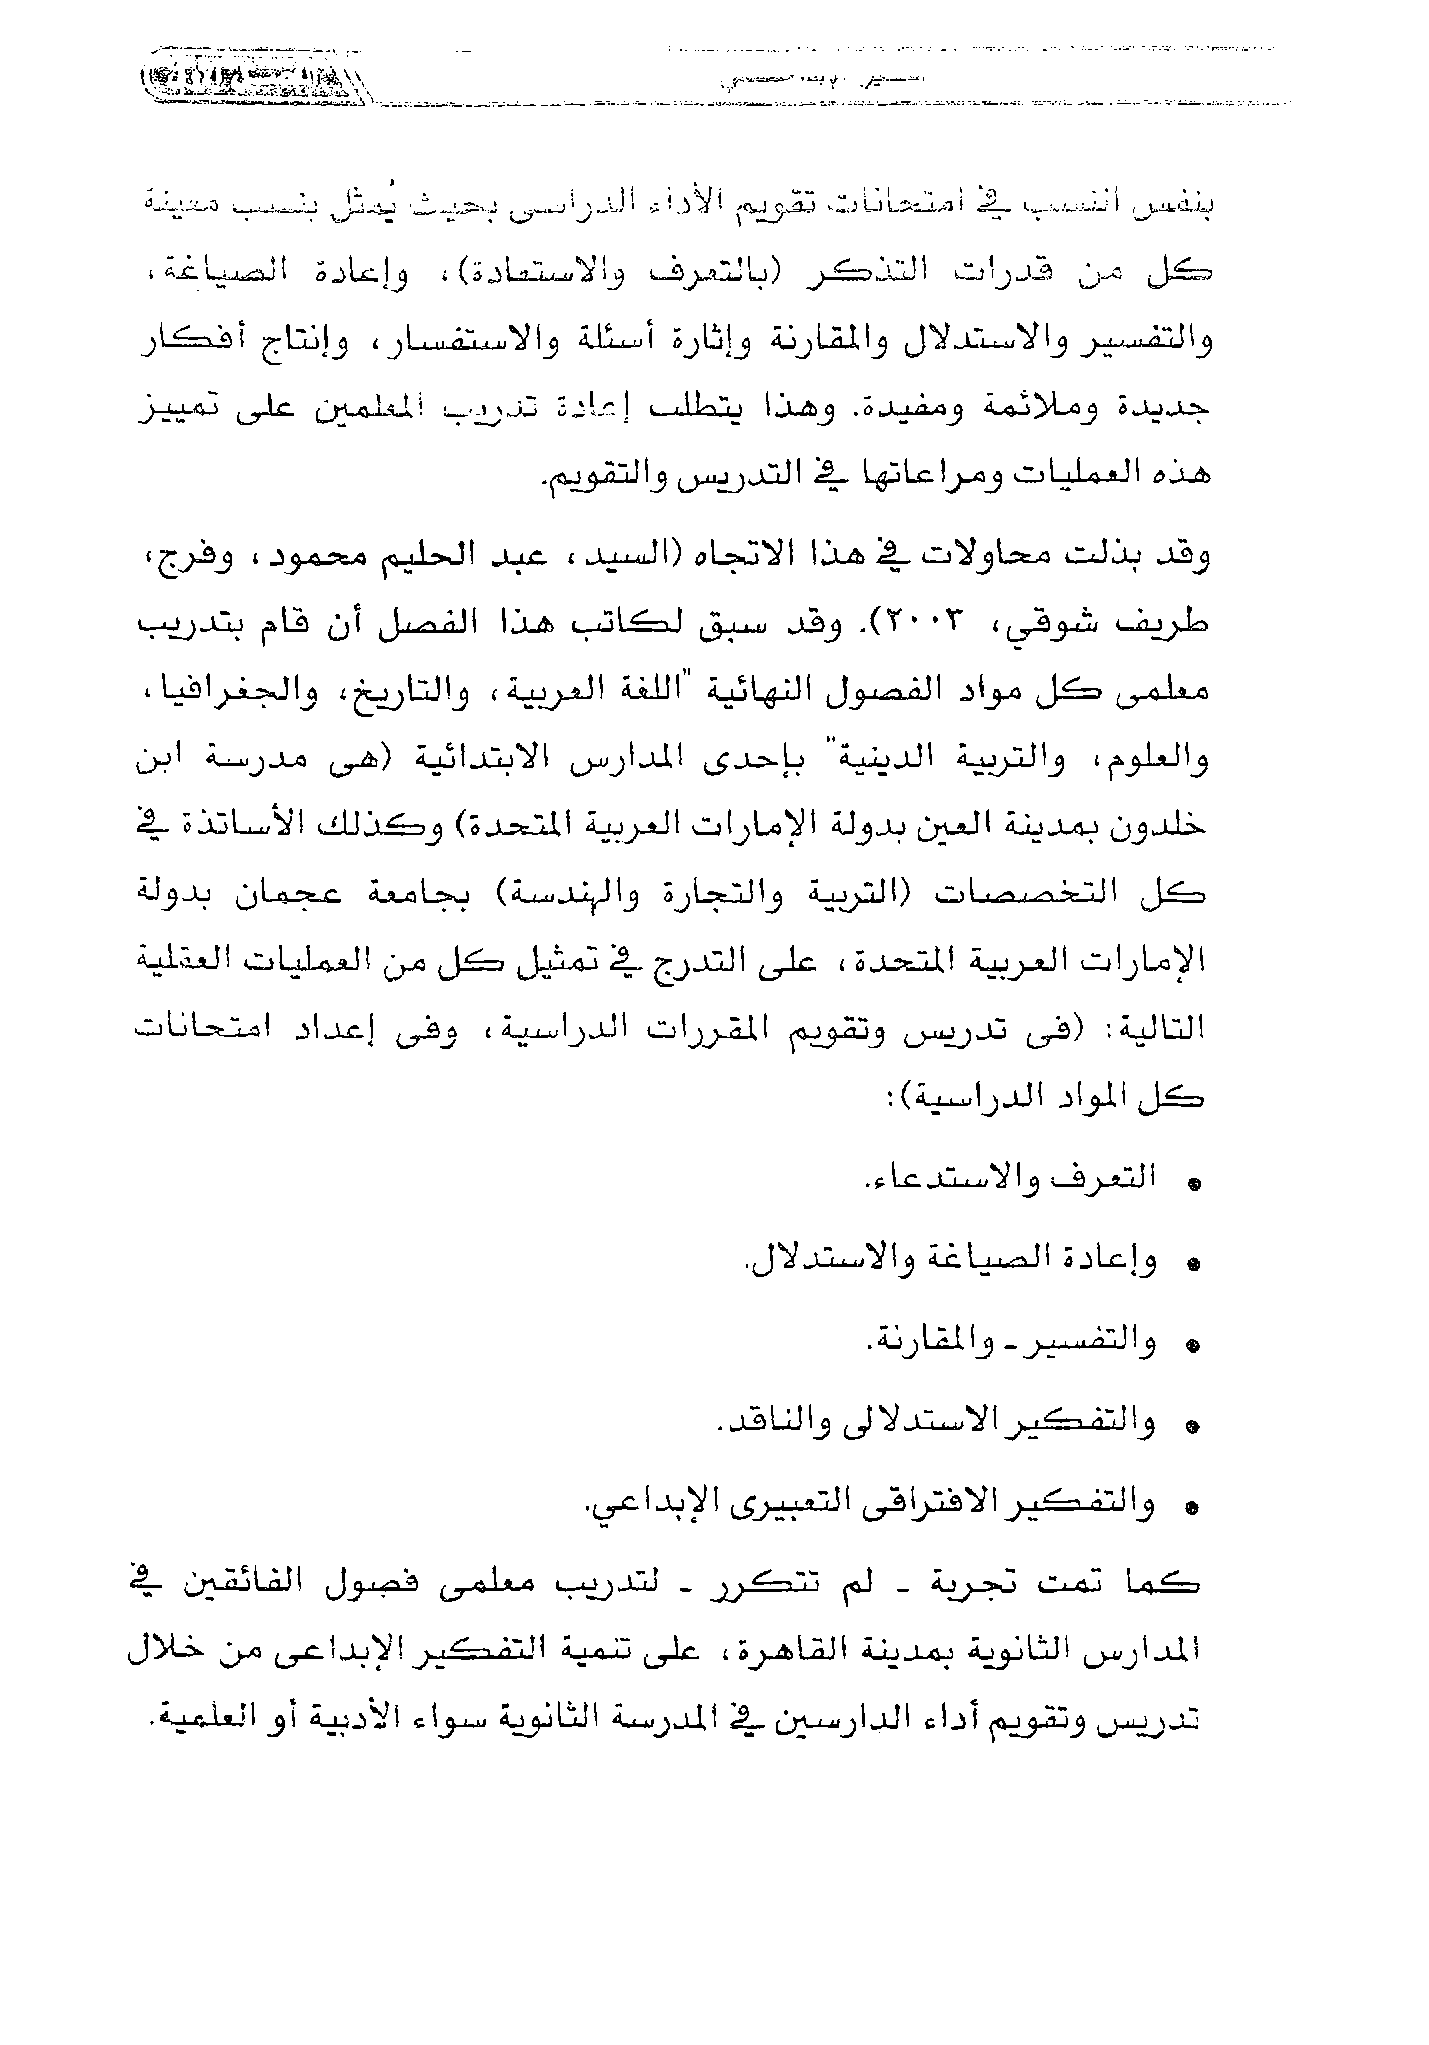 بنفس النسب في امتحانات تقويم الأداء الدراسى بحيث يُمثل بنسب معينة
كل من قدرات التذكر (بالتعرف والاستعادة)، وإعادة الصياغة،
والتفسير والاستدلال والمقارنة وإثارة أسئلة والاستفسار، وإنتاج أفكار
جديدة وملائمة ومفيدة. وهذا يتطلب إعادة تدريب المعلمين على تمييز
هذه العمليات ومراعاتها في التدريس والتقويم.
وقد بذلت محاولات في هذا الاتجاه (السيد، عبد الحليم محمود، وفرج،
طريف شوقي، ٢٠٠٣). وقد سبق لكاتب هذا الفصل أن قام بتدريب
معلمى كل مواد الفصول النهائية "اللغة العربية، والتاريخ، والجغرافيا،
والعلوم، والتربية الدينية" بإحدى المدارس الابتدائية (هى مدرسة ابن
خلدون بمدينة العين بدولة الإمارات العربية المتحدة) وكذلك الأساتذة في
كل التخصصات (التربية والتجارة والهندسة) بجامعة عجمان بدولة
الإمارات العربية المتحدة، على التدرج في تمثيل كل من العمليات العقلية
التالية: (فى تدريس وتقويم المقررات الدراسية، وفى إعداد امتحانات
كل المواد الدراسية):
• التعرف والاستدعاء.
• وإعادة الصياغة والاستدلال.
• والتفسير - والمقارنة.
• والتفكير الاستدلالى والناقد.
• والتفكير الافتراقى التعبيرى الإبداعي.
كما تمت تجربة - لم تتكرر - لتدريب معلمى فصول الفائقين في
المدارس الثانوية بمدينة القاهرة، على تنمية التفكير الإبداعى من خلال
تدريس وتقويم أداء الدارسين في المدرسة الثانوية سواء الأدبية أو العلمية.